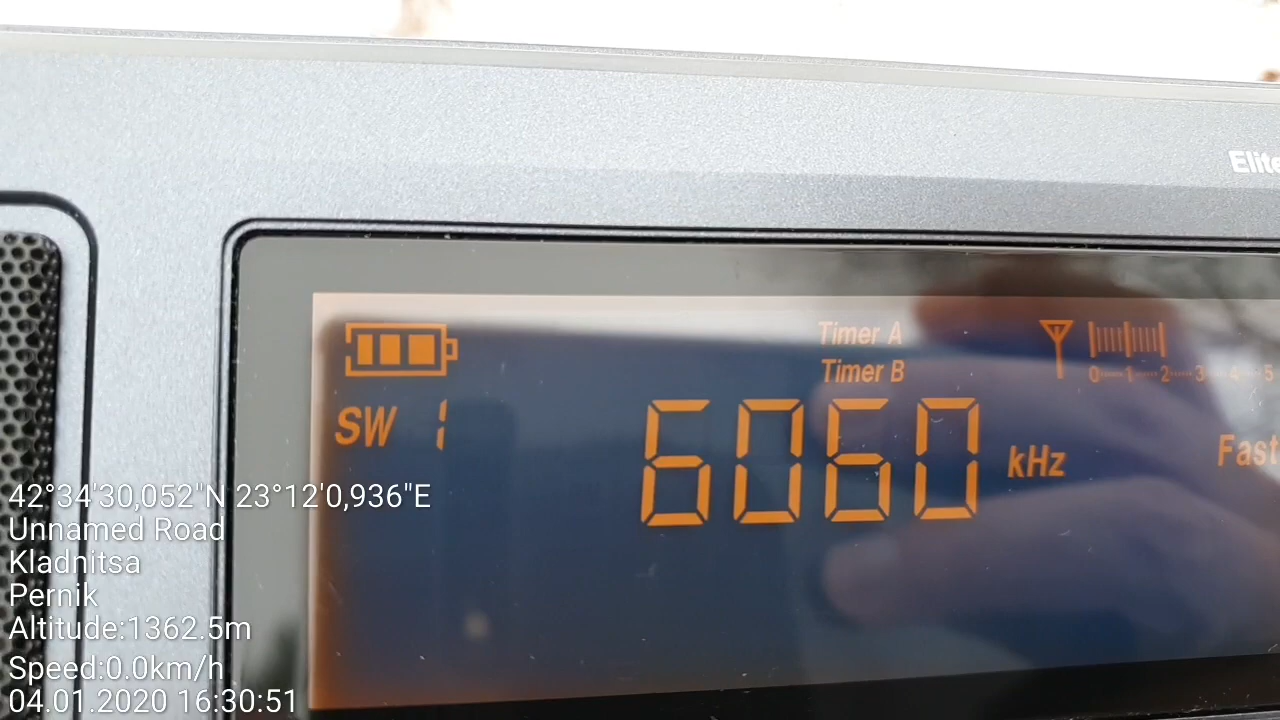 Elite
Timer A
Timer B
0 1 2 3 4 5
SW 1
6060 kHz
Fast
42°34'30,052"N 23°12'0,936"E
Unnamed Road
Kladnitsa
Pernik
Altitude:1362.5m
Speed:0.0km/h
04.01.2020 16:30:51